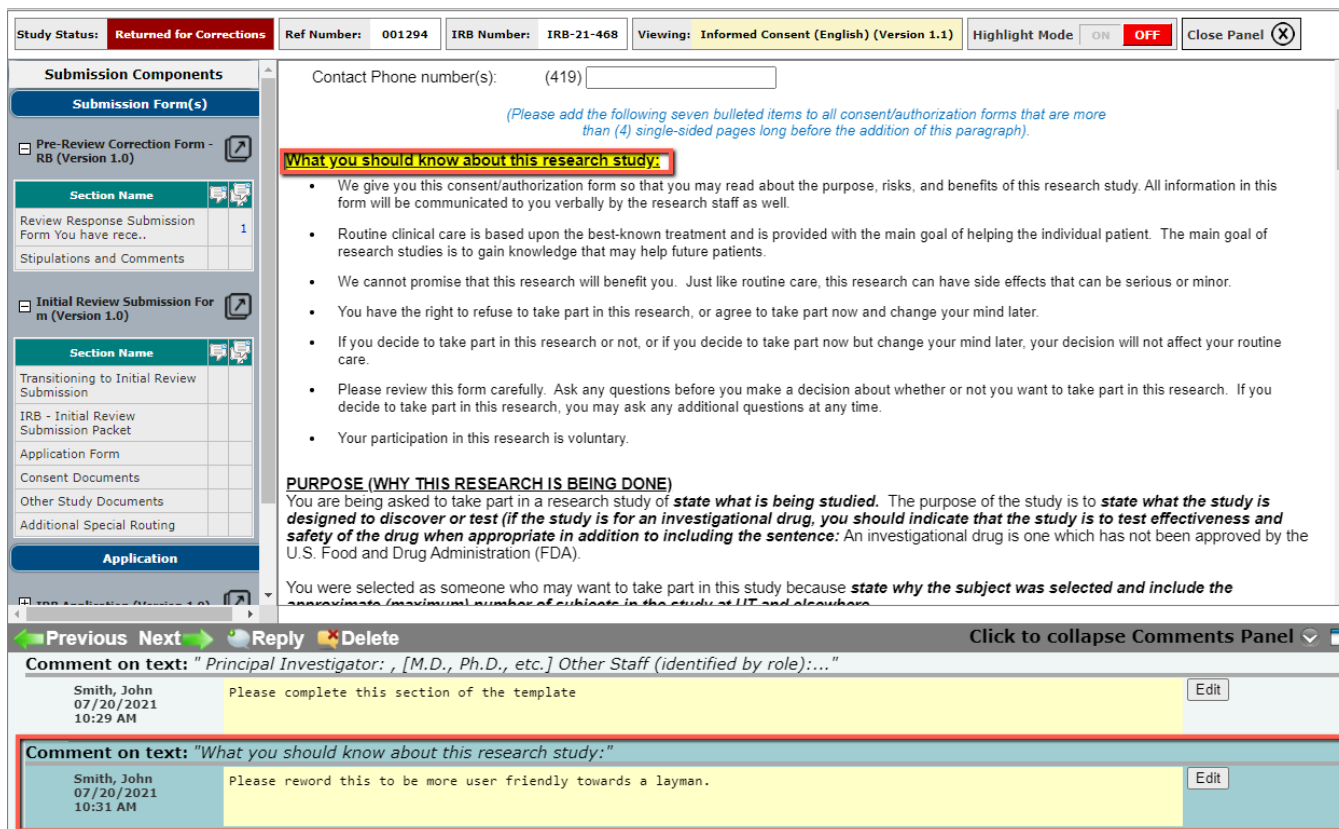 Study Status: Returned for Corrections Ref Number: 001294 IRB Number: IRB-21-468 Viewing: Informed Consent (English) (Version 1.1) Highlight Mode ON OFF Close Panel X
Submission Components
Submission Form(s)
Pre-Review Correction Form -
RB (Version 1.0)
Section Name
Review Response Submission
Form You have rece.. 1
Stipulations and Comments
Initial Review Submission For
m (Version 1.0)
Section Name
Transitioning to Initial Review
Submission
IRB - Initial Review
Submission Packet
Application Form
Consent Documents
Other Study Documents
Additional Special Routing
Application
IRB Application (Version 1.0)
Contact Phone number(s): (419)
(Please add the following seven bulleted items to all consent/authorization forms that are more
than (4) single-sided pages long before the addition of this paragraph).
What you should know about this research study:
• We give you this consent/authorization form so that you may read about the purpose, risks, and benefits of this research study. All information in this
form will be communicated to you verbally by the research staff as well.
• Routine clinical care is based upon the best-known treatment and is provided with the main goal of helping the individual patient. The main goal of
research studies is to gain knowledge that may help future patients.
• We cannot promise that this research will benefit you. Just like routine care, this research can have side effects that can be serious or minor.
• You have the right to refuse to take part in this research, or agree to take part now and change your mind later.
• If you decide to take part in this research or not, or if you decide to take part now but change your mind later, your decision will not affect your routine
care.
• Please review this form carefully. Ask any questions before you make a decision about whether or not you want to take part in this research. If you
decide to take part in this research, you may ask any additional questions at any time.
• Your participation in this research is voluntary.
PURPOSE (WHY THIS RESEARCH IS BEING DONE)
You are being asked to take part in a research study of state what is being studied. The purpose of the study is to state what the study is
designed to discover or test (if the study is for an investigational drug, you should indicate that the study is to test effectiveness and
safety of the drug when appropriate in addition to including the sentence: An investigational drug is one which has not been approved by the
U.S. Food and Drug Administration (FDA).
You were selected as someone who may want to take part in this study because state why the subject was selected and include the
approximate (maximum) number of subjects in the study at UT and elsewhere
Previous Next Reply Delete Click to collapse Comments Panel
Comment on text: " Principal Investigator: , [M.D., Ph.D., etc.] Other Staff (identified by role):..."
Smith, John
07/20/2021
10:29 AM
Please complete this section of the template
Edit
Comment on text: "What you should know about this research study:"
Smith, John
07/20/2021
10:31 AM
Please reword this to be more user friendly towards a layman.
Edit